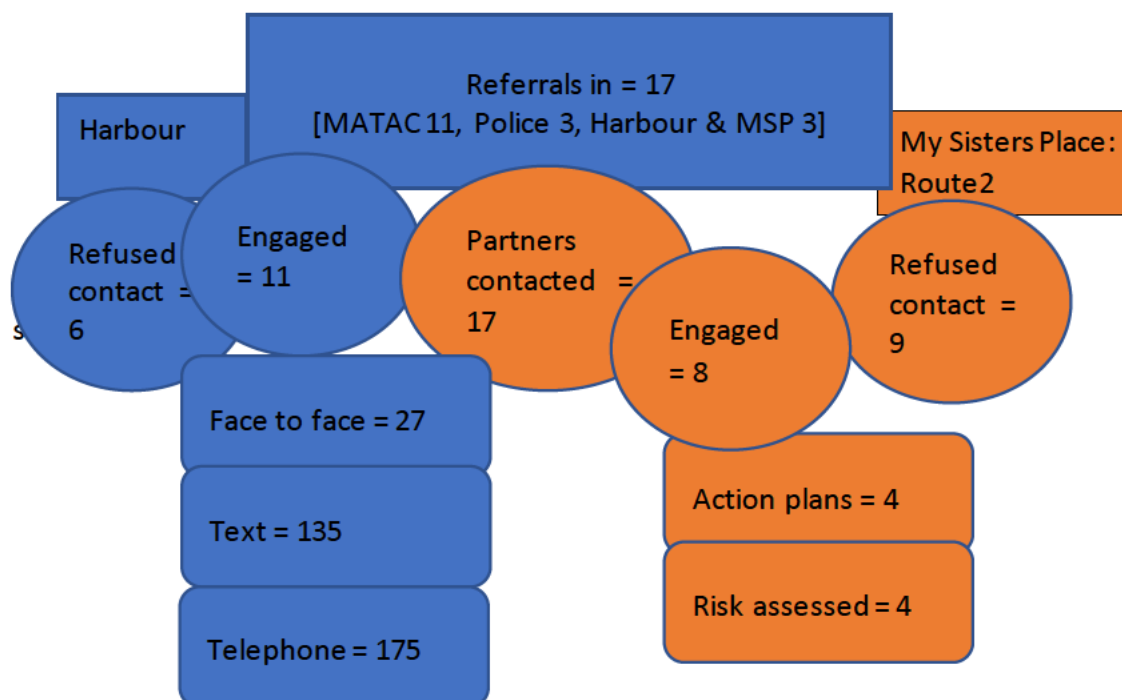 Referrals in = 17
[MATAC 11, Police 3, Harbour & MSP 3]
Harbour
My Sisters Place:
Route2
Refused
contact =
6
s
Engaged
= 11
Partners
contacted =
17
Engaged
= 8
Refused
contact =
9
Face to face = 27
Text = 135
Telephone = 175
Action plans = 4
Risk assessed = 4